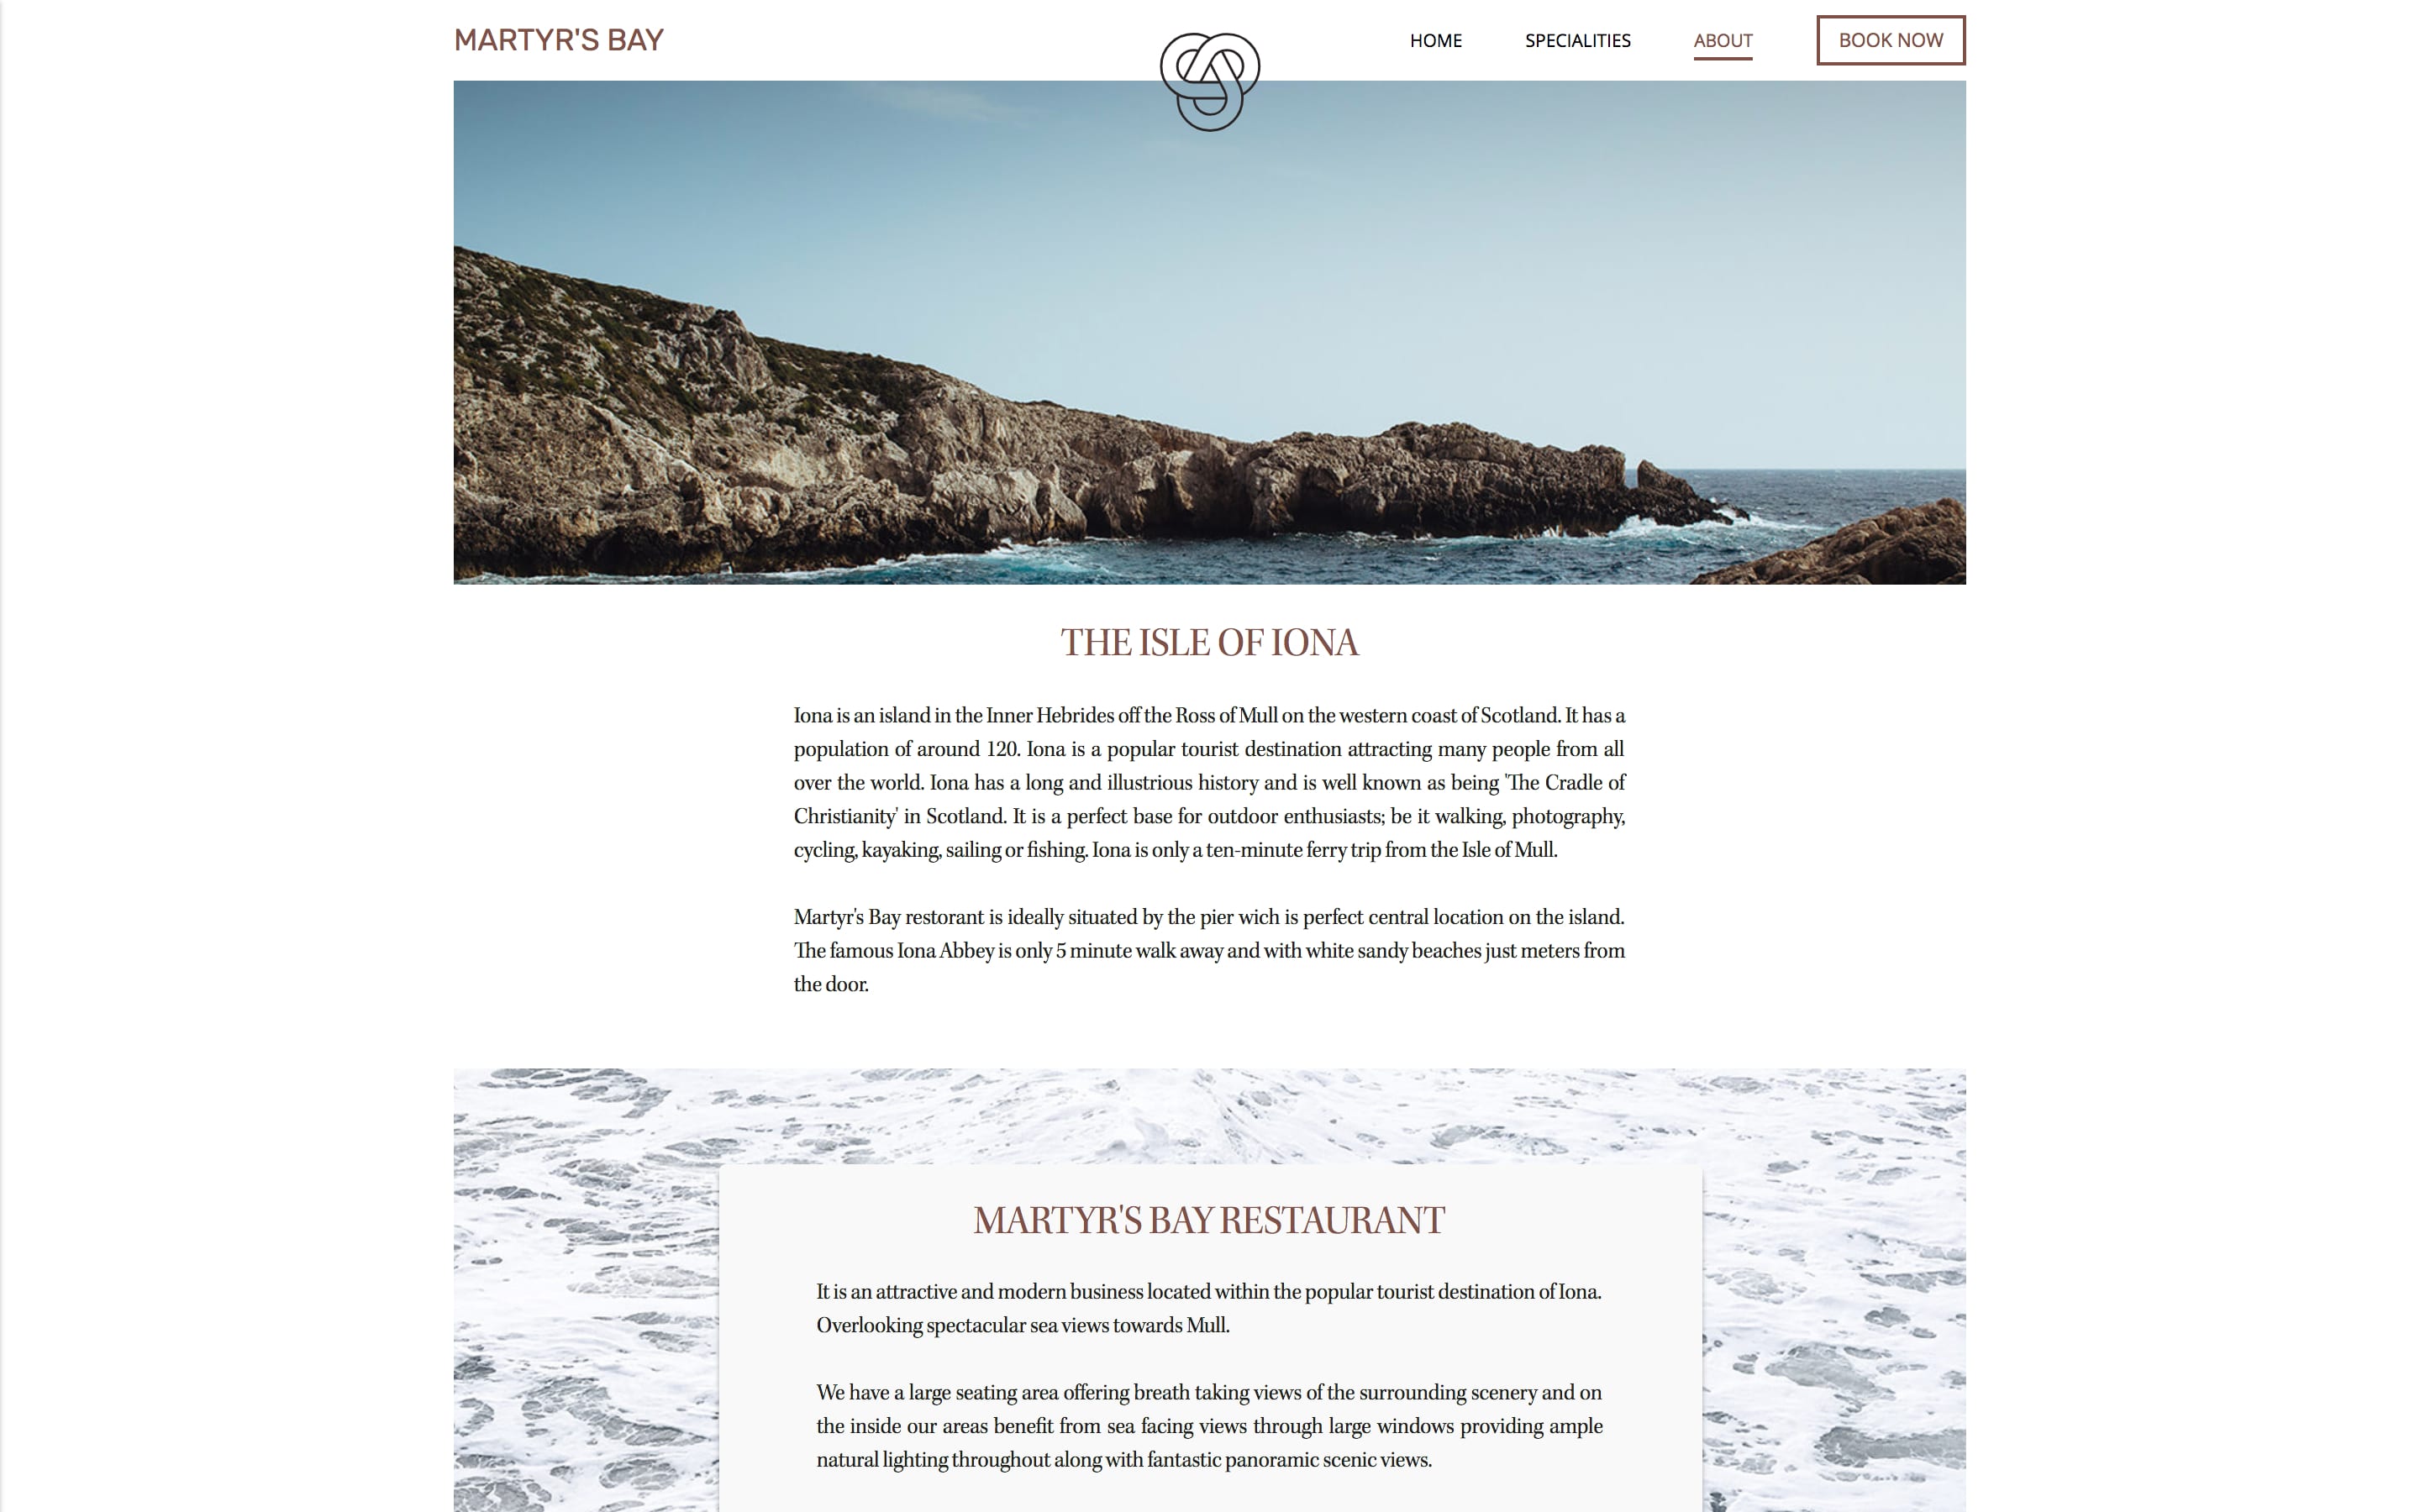 MARTYR'S BAY
HOME
SPECIALITIES
ABOUT
BOOK NOW
THE ISLE OF IONA
Iona is an island in the Inner Hebrides off the Ross of Mull on the western coast of Scotland. It has a
population of around 120. Iona is a popular tourist destination attracting many people from all
over the world. Iona has a long and illustrious history and is well known as being 'The Cradle of
Christianity' in Scotland. It is a perfect base for outdoor enthusiasts; be it walking, photography,
cycling, kayaking, sailing or fishing. Iona is only a ten-minute ferry trip from the Isle of Mull.
Martyr's Bay restorant is ideally situated by the pier wich is perfect central location on the island.
The famous Iona Abbey is only 5 minute walk away and with white sandy beaches just meters from
the door.
MARTYR'S BAY RESTAURANT
It is an attractive and modern business located within the popular tourist destination of Iona.
Overlooking spectacular sea views towards Mull.
We have a large seating area offering breath taking views of the surrounding scenery and on
the inside our areas benefit from sea facing views through large windows providing ample
natural lighting throughout along with fantastic panoramic scenic views.